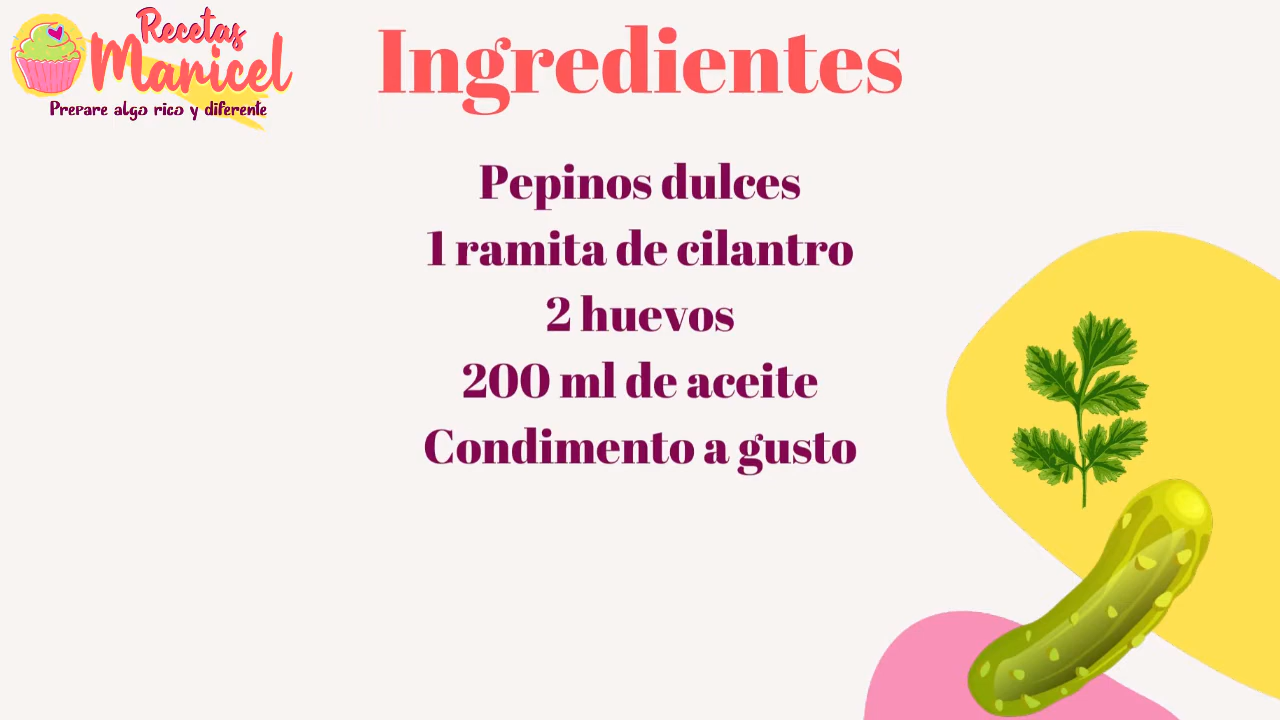 Recetas
Maricel
Prepare algo rico y diferente
Ingredientes
Pepinos dulces
1 ramita de cilantro
2 huevos
200 ml de aceite
Condimento a gusto